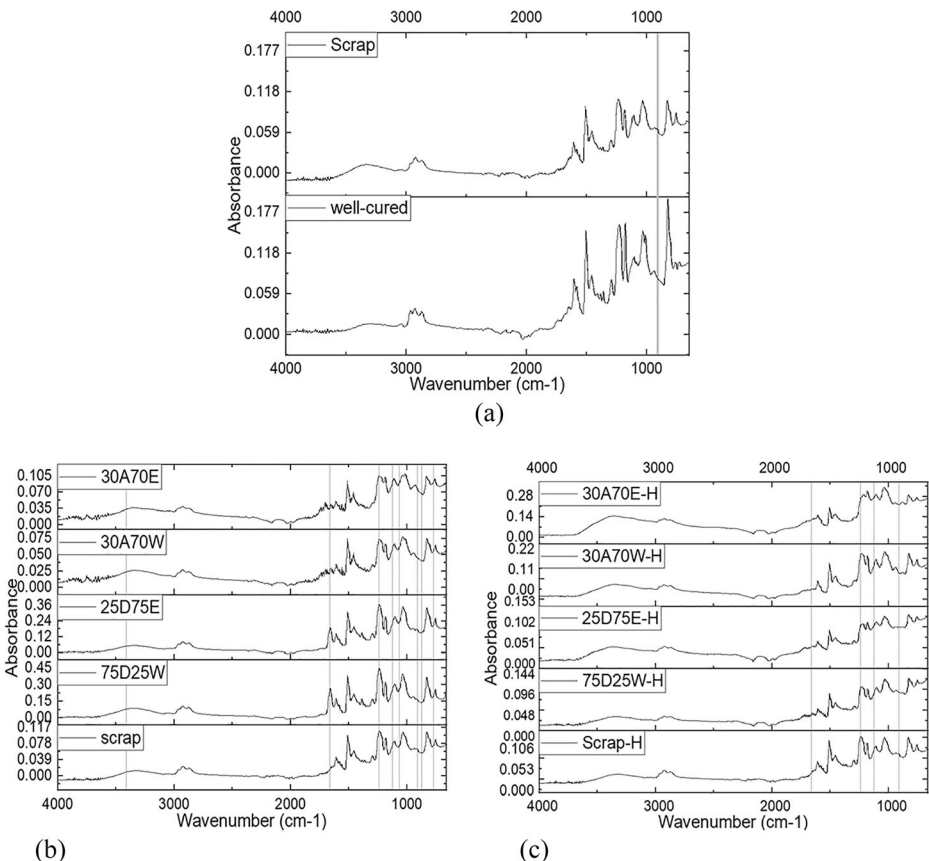 4000 3000 2000 1000
Scrap
0.177
0.118
0.059
0.000
well-cured
0.177
0.118
0.059
0.000
Absorbance
4000 3000 2000 1000
Wavenumber (cm-1)
(a)
30A70E
0.105
0.070
0.035
0.000
30A70W
0.075
0.050
0.025
0.000
25D75E
0.36
0.24
0.12
0.00
75D25W
0.45
0.30
0.15
0.00
scrap
0.117
0.078
0.039
0.000
Absorbance
4000 3000 2000 1000
Wavenumber (cm-1)
(b)
4000 3000 2000 1000
30A70E-H
0.28
0.14
0.00
30A70W-H
0.22
0.11
0.00
25D75E-H
0.153
0.102
0.051
0.000
75D25W-H
0.144
0.096
0.048
0.000
Scrap-H
0.106
0.053
0.000
Absorbance
4000 3000 2000 1000
Wavenumber (cm-1)
(c)